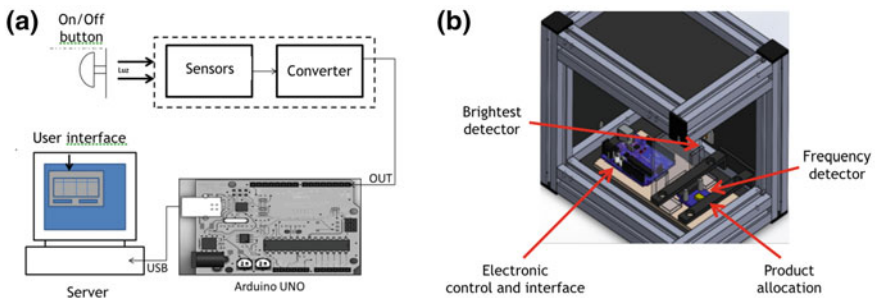 (a)
On/Off
button
Luz
Sensors
Converter
User interface
OUT
USB
Server
Arduino UNO
(b)
Brightest
detector
Frequency
detector
Electronic
control and interface
Product
allocation